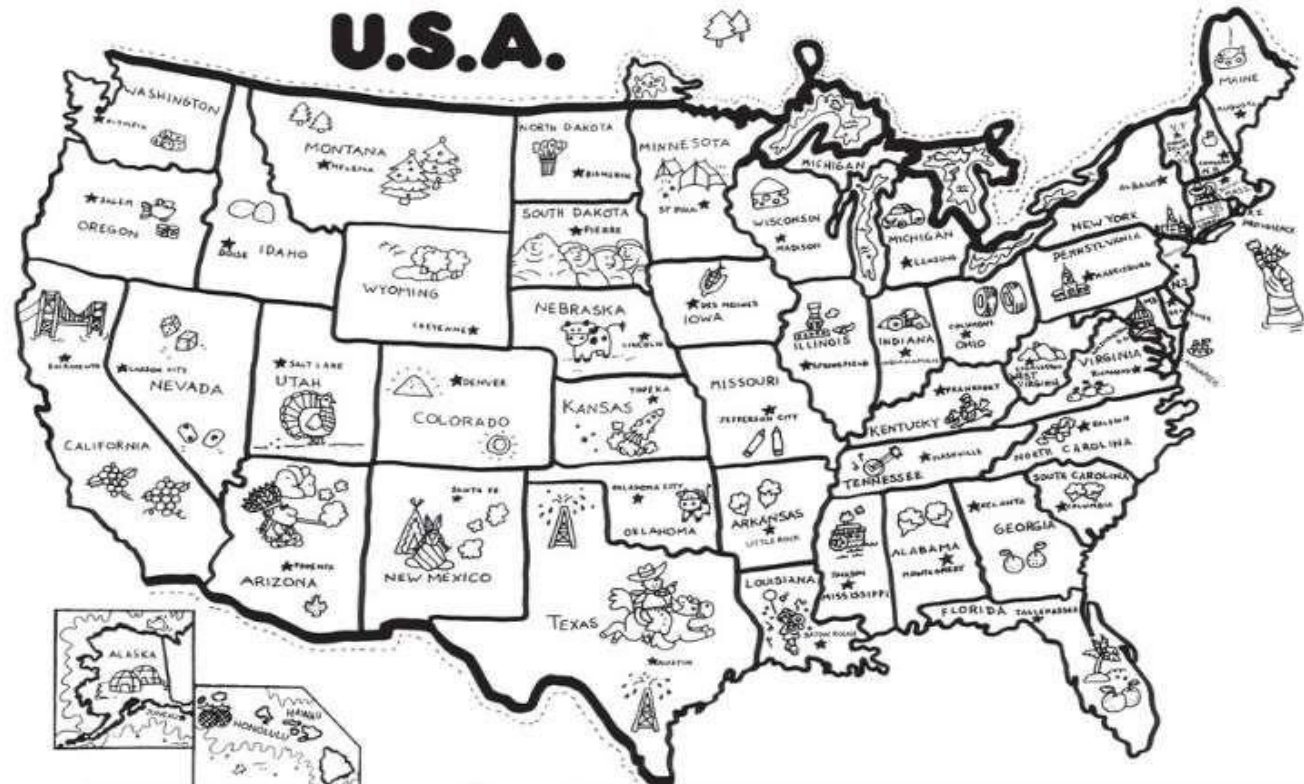 U.S.A.
WASHINGTON
OLYMPIA
MONTANA
HELENA
NORTH DAKOTA
BISMARCK
MINNESOTA
ST PAUL
MICHIGAN
WISCONSIN
MADISON
MICHIGAN
LANSING
MAINE
AUGUSTA
V.T.
N.H.
MASS
R.I.
PROVIDENCE
ALBANY
NEW YORK
SALEM
OREGON
BOISE
IDAHO
WYOMING
CHEYENNE
SOUTH DAKOTA
PIERRE
NEBRASKA
LINCOLN
DES MOINES
IOWA
ILLINOIS
SPRINGFIELD
INDIANA
INDIANAPOLIS
COLUMBUS
OHIO
PENNSYLVANIA
HARRISBURG
N.J.
SACRAMENTO
CALIFORNIA
CARSON CITY
NEVADA
SALT LAKE
UTAH
DENVER
COLORADO
TOPEKA
KANSAS
MISSOURI
JEFFERSON CITY
FRANKFORT
KENTUCKY
WEST
VIRGINIA
VIRGINIA
RICHMOND
NASHVILLE
TENNESSEE
RALEIGH
NORTH CAROLINA
SOUTH CAROLINA
COLUMBIA
PHOENIX
ARIZONA
SANTA FE
NEW MEXICO
OKLAHOMA CITY
OKLAHOMA
ARKANSAS
LITTLE ROCK
TEXAS
AUSTIN
LOUISIANA
BATON ROUGE
MISSISSIPPI
ALABAMA
MONTGOMERY
ATLANTA
GEORGIA
FLORIDA
TALLAHASSEE
ALASKA
JUNEAU
HAWAII
HONOLULU